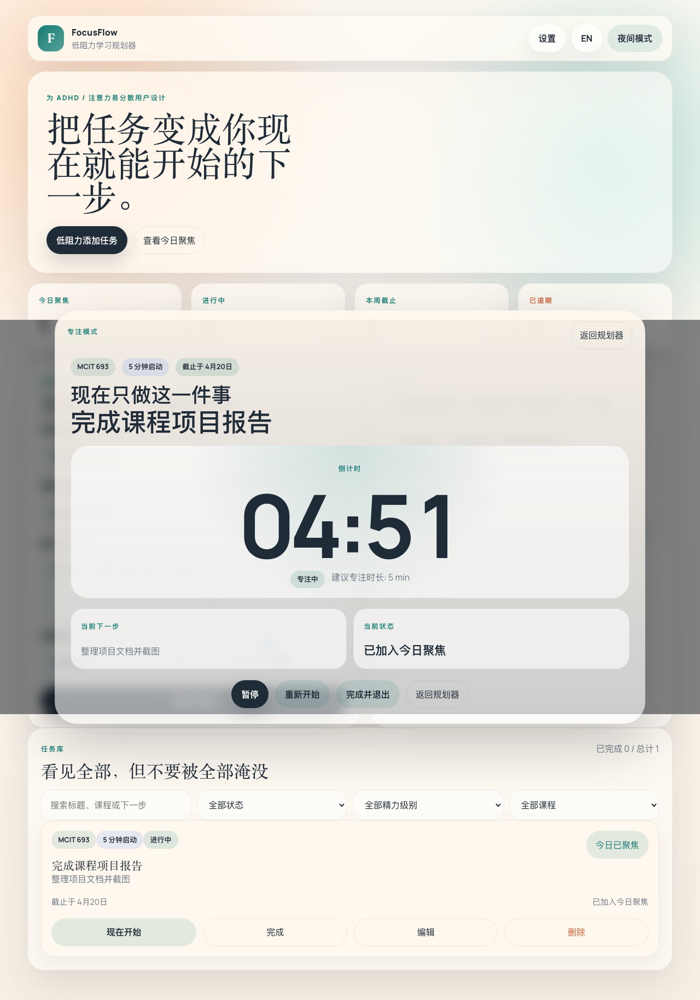 F
FocusFlow
低阻力学习规划器
设置
EN
夜间模式
为 ADHD / 注意力易分散用户设计
把任务变成你现
在就能开始的下
一步。
低阻力添加任务
查看今日聚焦
今日聚焦
进行中
本周截止
已逾期
专注模式
返回规划器
MCIT 693
5 分钟启动
截止于 4月20日
现在只做这一件事
完成课程项目报告
倒计时
04:51
专注中
建议专注时长: 5 min
当前下一步
整理项目文档并截图
当前状态
已加入今日聚焦
暂停
重新开始
完成并退出
返回规划器
任务库
已完成 0 / 总计 1
看见全部，但不要被全部淹没
搜索标题、课程或下一步
全部状态
全部精力级别
全部课程
MCIT 693
5 分钟启动
进行中
今日已聚焦
完成课程项目报告
整理项目文档并截图
截止于 4月20日
已加入今日聚焦
现在开始
完成
编辑
删除